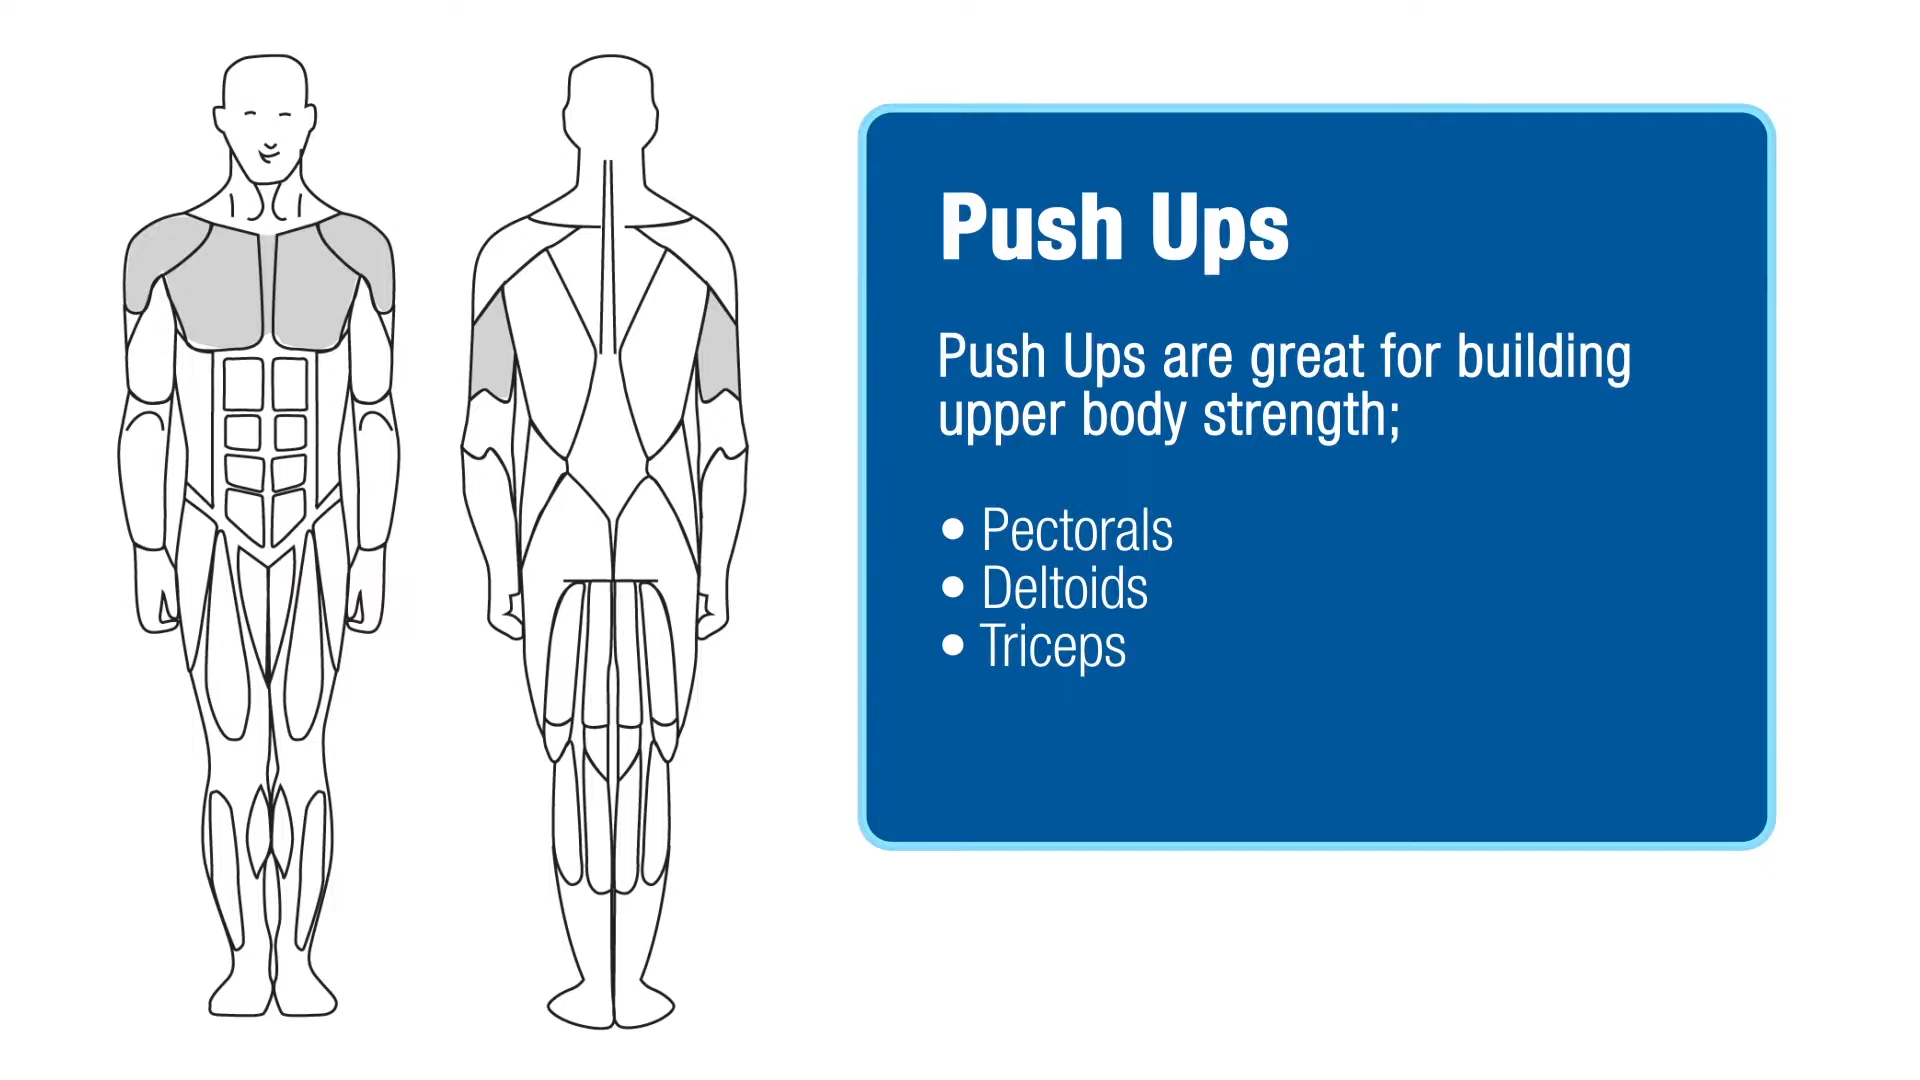 Push Ups
Push Ups are great for building
upper body strength;
• Pectorals
• Deltoids
• Triceps